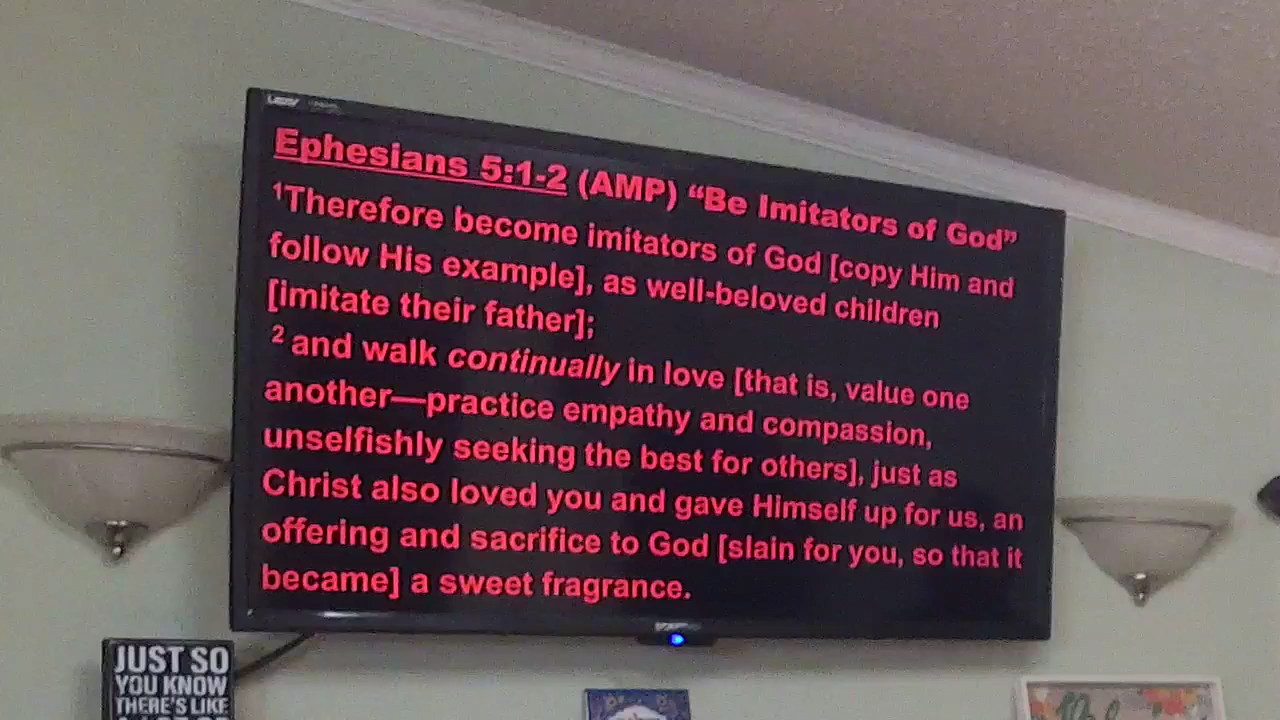 Ephesians 5:1-2 (AMP) “Be Imitators of God”
¹Therefore become imitators of God [copy Him and
follow His example], as well-beloved children
[imitate their father];
² and walk continually in love [that is, value one
another—practice empathy and compassion,
unselfishly seeking the best for others], just as
Christ also loved you and gave Himself up for us, an
offering and sacrifice to God [slain for you, so that it
became] a sweet fragrance.
JUST SO
YOU KNOW
THERE'S LIKE